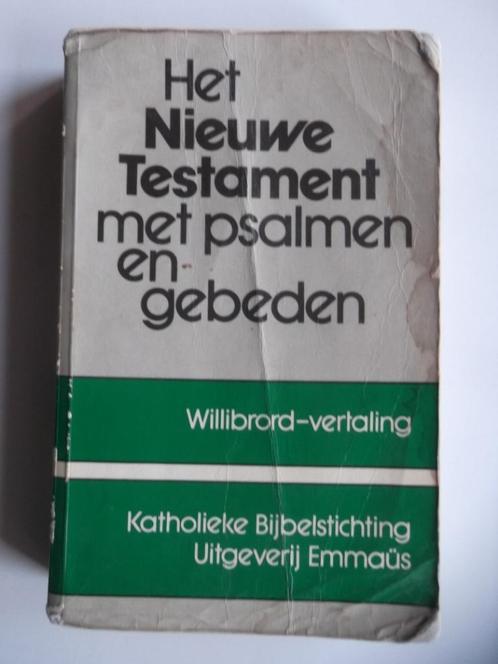 Het
Nieuwe
Testament
met psalmen
en
gebeden
Willibrord-vertaling
Katholieke Bijbelstichting
Uitgeverij Emmaüs